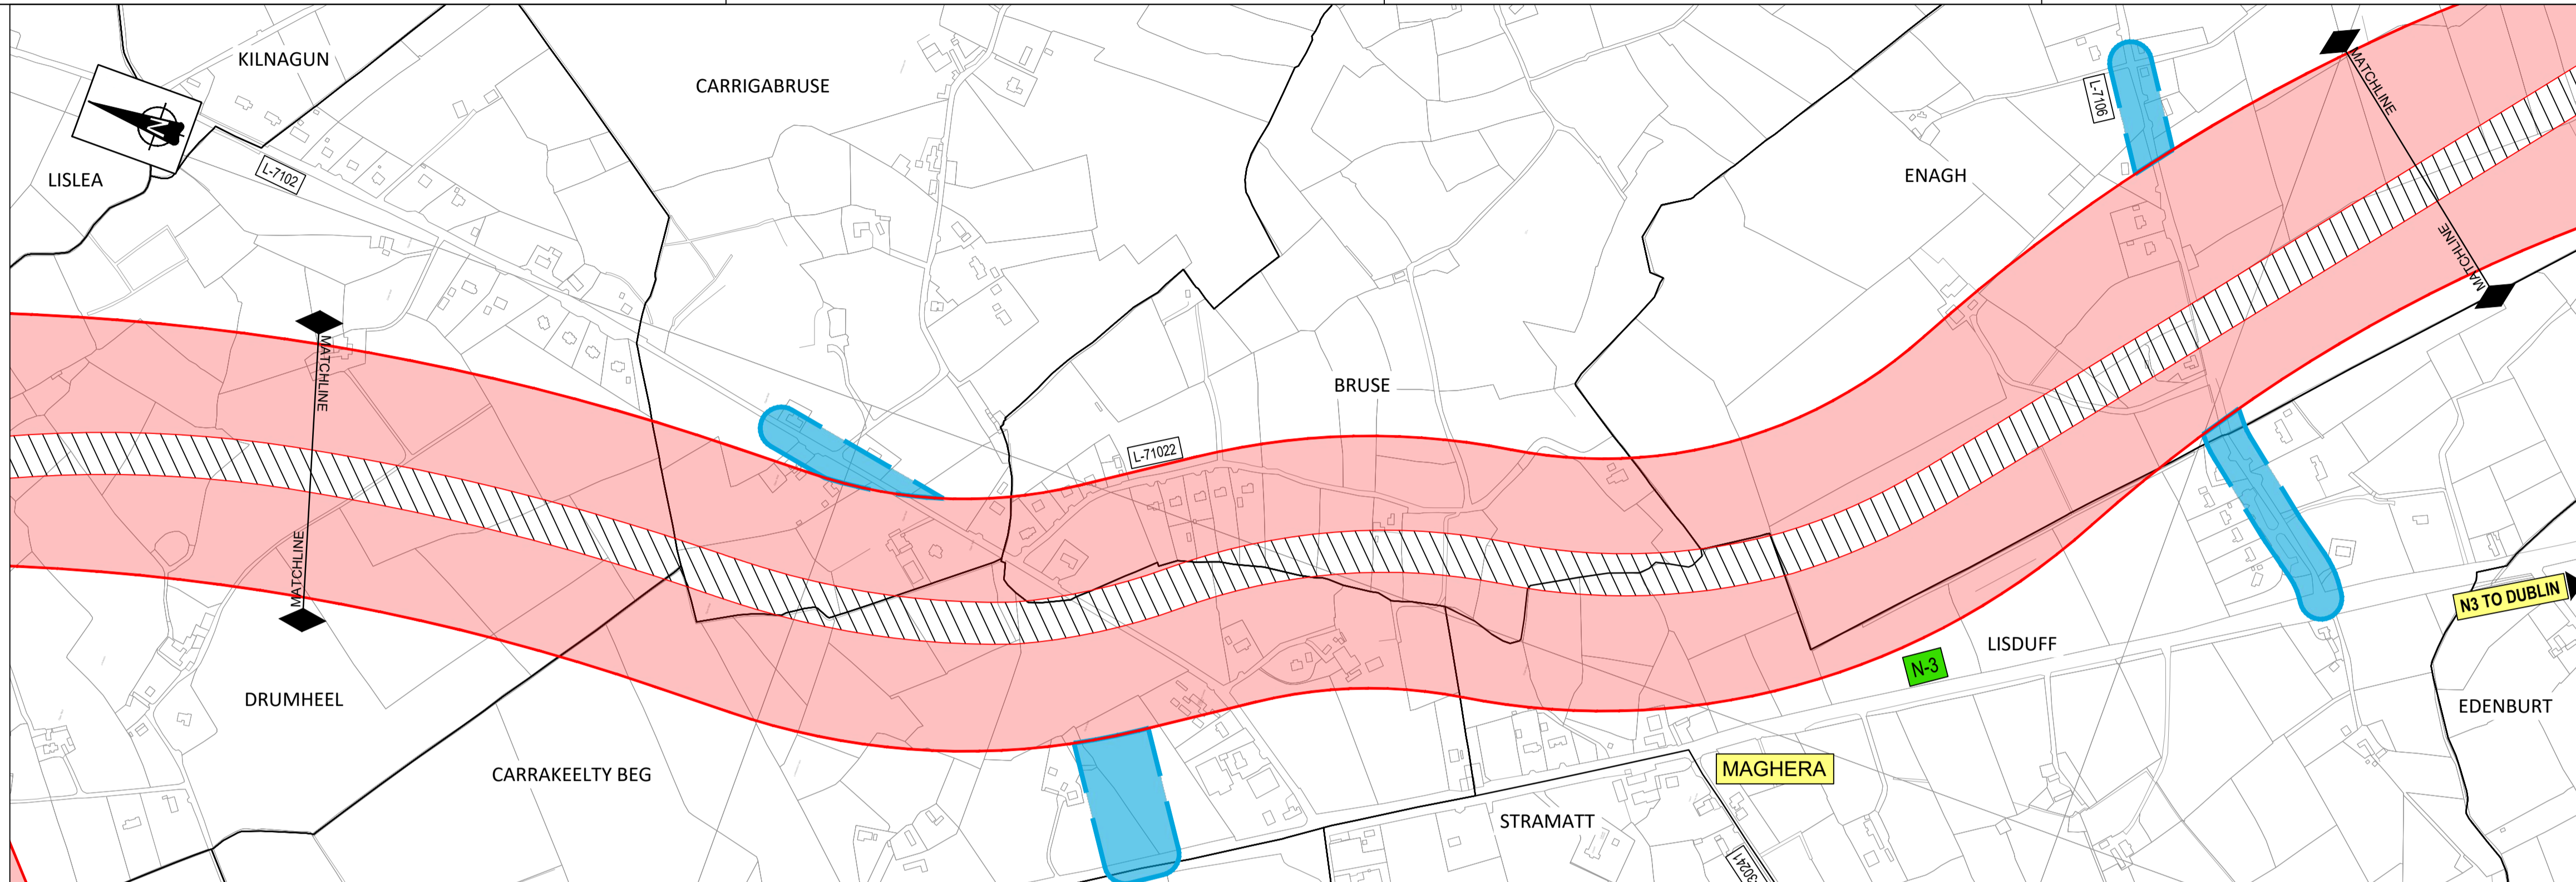 KILNAGUN
CARRIGABRUSE
L-7106
MATCHLINE
N
LISLEA
L-7102
ENAGH
MATCHLINE
MATCHLINE
BRUSE
L-71022
MATCHLINE
N3 TO DUBLIN
LISDUFF
N-3
DRUMHEEL
EDENBURT
CARRAKEELTY BEG
MAGHERA
STRAMATT